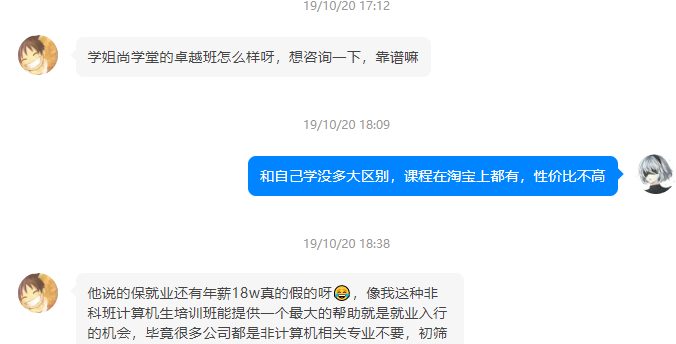 19/10/20 17:12
学姐尚学堂的卓越班怎么样呀，想咨询一下，靠谱嘛
19/10/20 18:09
和自己学没多大区别，课程在淘宝上都有，性价比不高
19/10/20 18:38
他说的保就业还有年薪18w真的假的呀😂，像我这种非
科班计算机生培训班能提供一个最大的帮助就是就业入行
的机会，毕竟很多公司都是非计算机相关专业不要，初筛